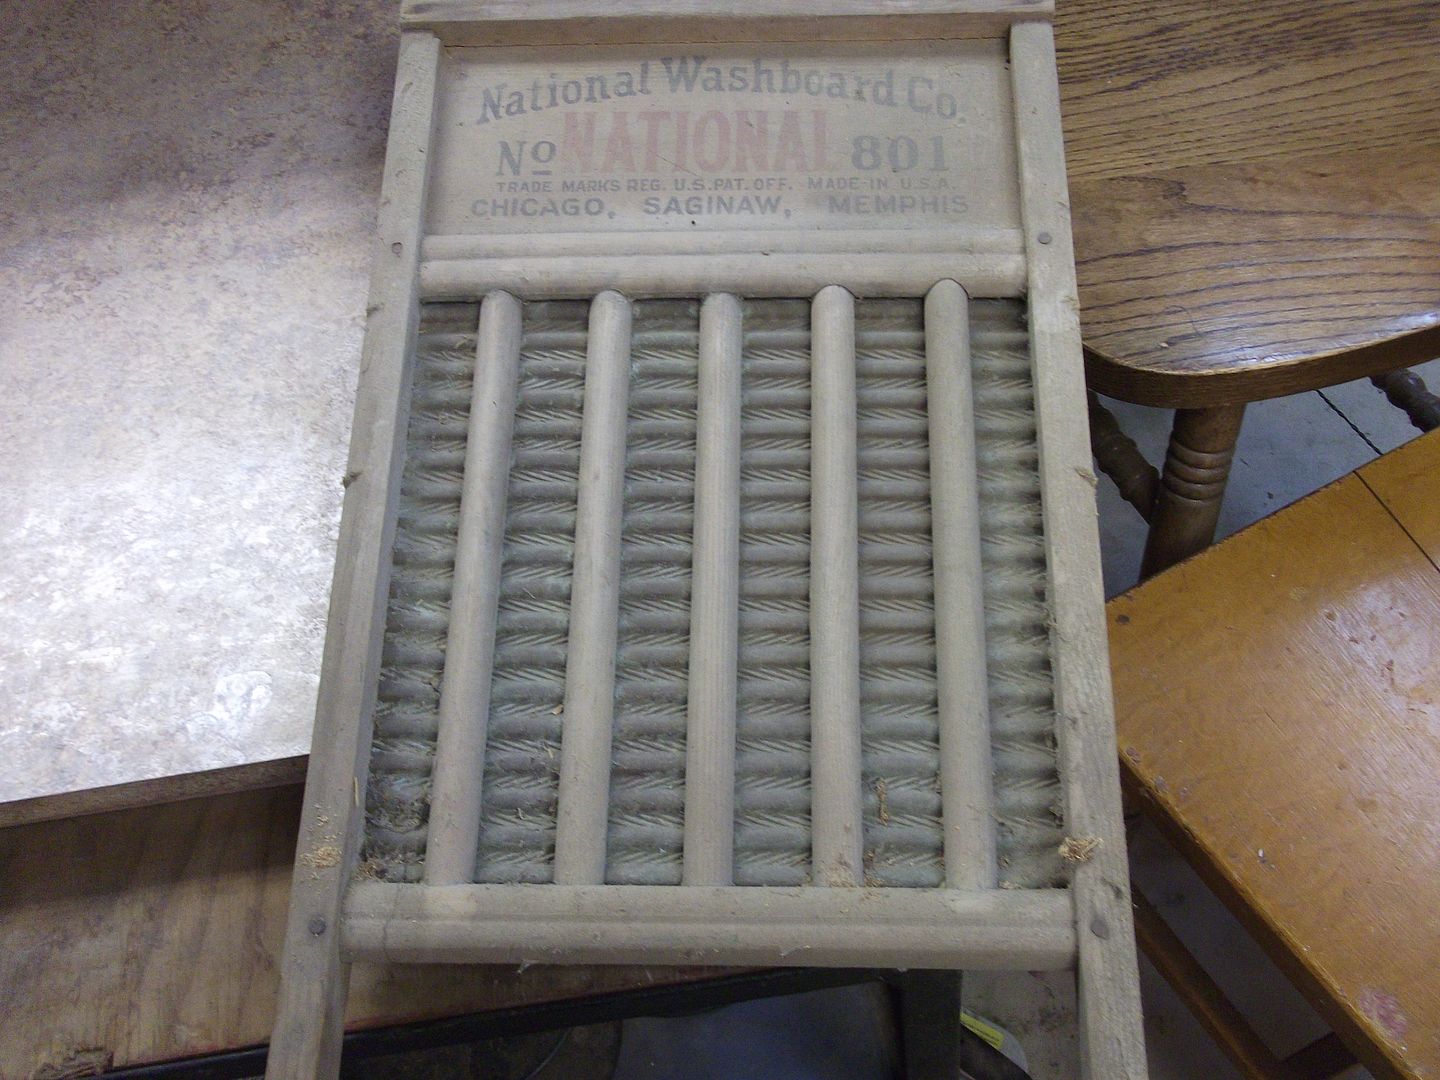 National Washboard Co.
No NATIONAL 801
TRADE MARKS REG. U.S. PAT. OFF. MADE-IN U.S.A.
CHICAGO, SAGINAW, MEMPHIS